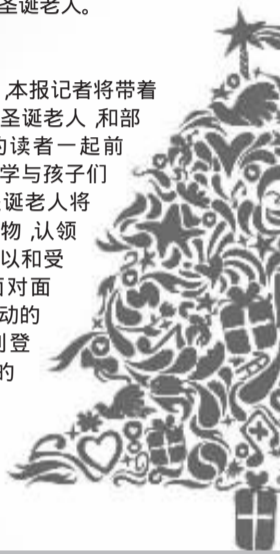 圣诞老人。
,本报记者将带着
圣诞老人,和部
的读者一起前
学与孩子们
诞老人将
物,认领
以和受
面对面
动的
刊登
的